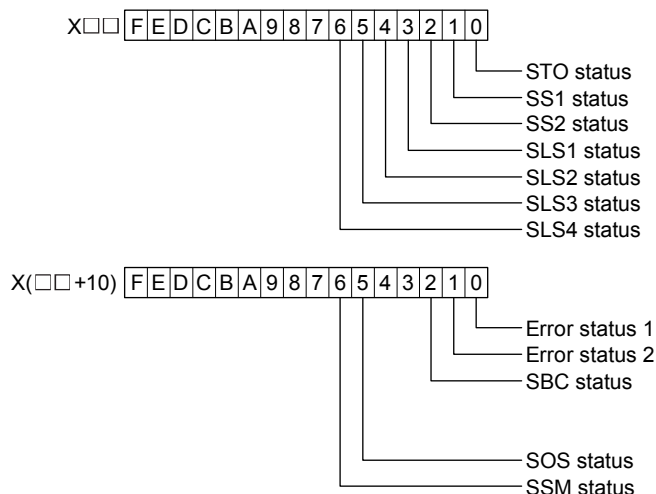 X□□ F E D C B A 9 8 7 6 5 4 3 2 1 0
STO status
SS1 status
SS2 status
SLS1 status
SLS2 status
SLS3 status
SLS4 status
X(□□+10) F E D C B A 9 8 7 6 5 4 3 2 1 0
Error status 1
Error status 2
SBC status
SOS status
SSM status